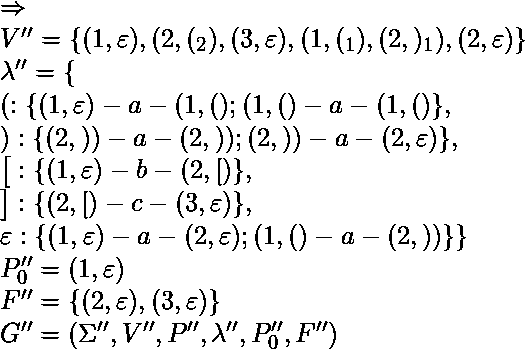 ⇒
V'' = {(1, ε), (2, (₂), (3, ε), (1, (₁), (2, )₁), (2, ε)}
λ'' = {
(: {(1, ε) − a − (1, (); (1, () − a − (1, ()},
) : {(2, )) − a − (2, )); (2, )) − a − (2, ε)},
[ : {(1, ε) − b − (2, [)},
] : {(2, [) − c − (3, ε)},
ε : {(1, ε) − a − (2, ε); (1, () − a − (2, ))}}
P₀'' = (1, ε)
F'' = {(2, ε), (3, ε)}
G'' = (Σ'', V'', P'', λ'', P₀'', F'')